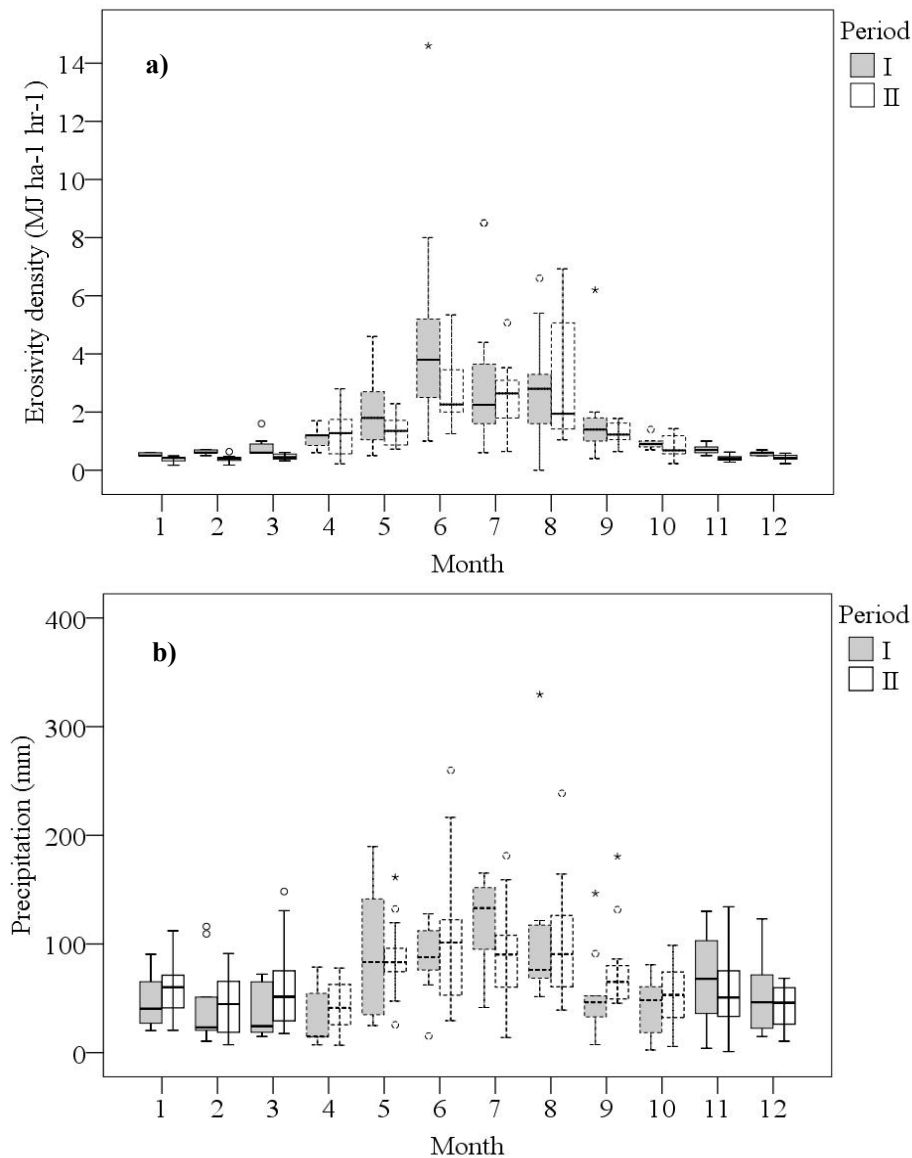 a)
Period
I
II
Erosivity density (MJ ha-1 hr-1)
14
12
10
8
6
4
2
0
1 2 3 4 5 6 7 8 9 10 11 12
Month
b)
Period
I
II
Precipitation (mm)
400
300
200
100
0
1 2 3 4 5 6 7 8 9 10 11 12
Month